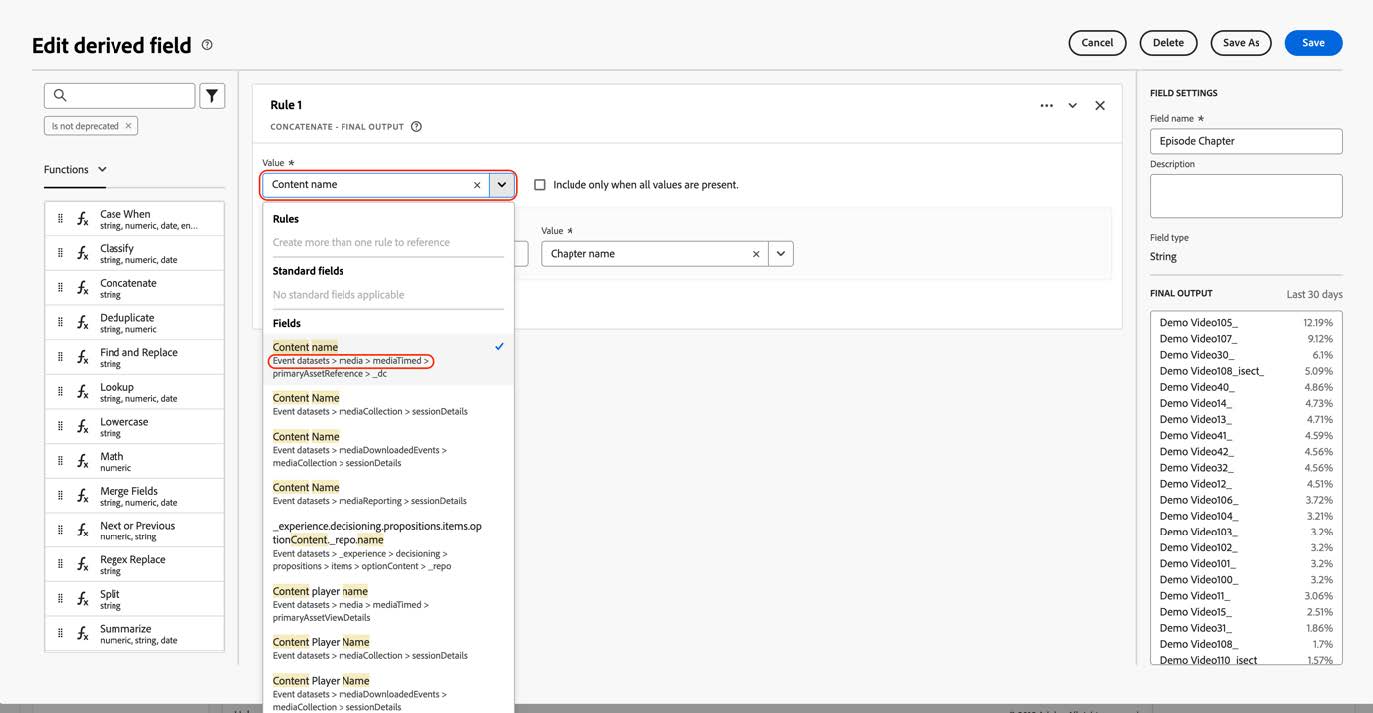 Edit derived field
Cancel
Delete
Save As
Save
Is not deprecated
Functions
Case When
string, numeric, date, en...
Classify
string, numeric, date
Concatenate
string
Deduplicate
string, numeric
Find and Replace
string
Lookup
string, numeric, date
Lowercase
string
Math
numeric
Merge Fields
string, numeric, date
Next or Previous
numeric, string
Regex Replace
string
Split
string
Summarize
numeric, string, date
Rule 1
CONCATENATE - FINAL OUTPUT
Value *
Content name
Include only when all values are present.
Value *
Chapter name
Rules
Create more than one rule to reference
Standard fields
No standard fields applicable
Fields
Content name
Event datasets > media > mediaTimed >
primaryAssetReference > _dc
Content Name
Event datasets > mediaCollection > sessionDetails
Content Name
Event datasets > mediaDownloadedEvents >
mediaCollection > sessionDetails
Content Name
Event datasets > mediaReporting > sessionDetails
_experience.decisioning.propositions.items.op
tionContent._repo.name
Event datasets > _experience > decisioning >
propositions > items > optionContent > _repo
Content player name
Event datasets > media > mediaTimed >
primaryAssetViewDetails
Content Player Name
Event datasets > mediaCollection > sessionDetails
Content Player Name
Event datasets > mediaDownloadedEvents >
mediaCollection > sessionDetails
FIELD SETTINGS
Field name *
Episode Chapter
Description
Field type
String
FINAL OUTPUT Last 30 days
Demo Video105_ 12.19%
Demo Video107_ 9.12%
Demo Video30_ 6.1%
Demo Video108_isect_ 5.09%
Demo Video40_ 4.86%
Demo Video14_ 4.73%
Demo Video13_ 4.71%
Demo Video41_ 4.59%
Demo Video42_ 4.56%
Demo Video32_ 4.56%
Demo Video12_ 4.51%
Demo Video106_ 3.72%
Demo Video104_ 3.21%
Demo Video103_ 3.2%
Demo Video102_ 3.2%
Demo Video101_ 3.2%
Demo Video100_ 3.2%
Demo Video11_ 3.06%
Demo Video15_ 2.51%
Demo Video31_ 1.86%
Demo Video108_ 1.7%
Demo Video110_isect 1.57%